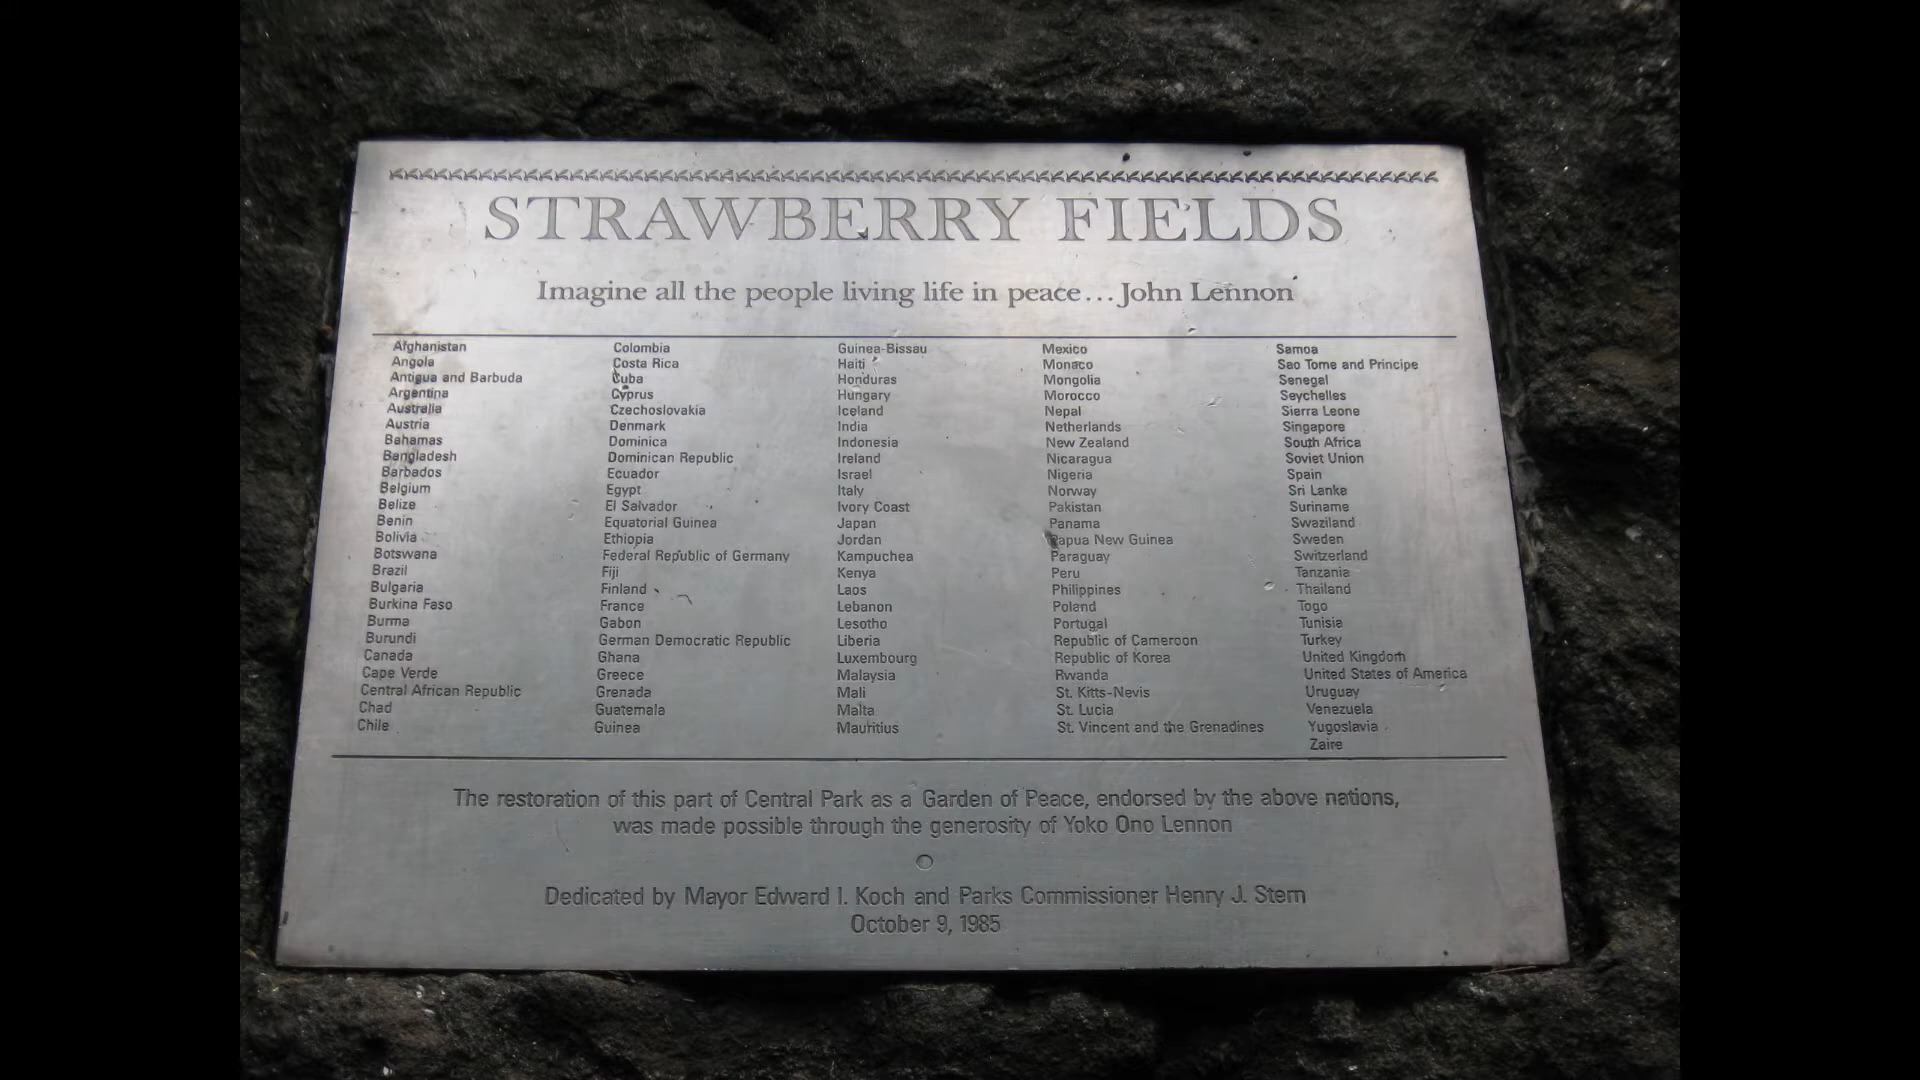 STRAWBERRY FIELDS
Imagine all the people living life in peace...John Lennon
Afghanistan
Angola
Antigua and Barbuda
Argentina
Australia
Austria
Bahamas
Bangladesh
Barbados
Belgium
Belize
Benin
Bolivia
Botswana
Brazil
Bulgaria
Burkina Faso
Burma
Burundi
Canada
Cape Verde
Central African Republic
Chad
Chile
Colombia
Costa Rica
Cuba
Cyprus
Czechoslovakia
Denmark
Dominica
Dominican Republic
Ecuador
Egypt
El Salvador
Equatorial Guinea
Ethiopia
Federal Republic of Germany
Fiji
Finland
France
Gabon
German Democratic Republic
Ghana
Greece
Grenada
Guatemala
Guinea
Guinea-Bissau
Haiti
Honduras
Hungary
Iceland
India
Indonesia
Ireland
Israel
Italy
Ivory Coast
Japan
Jordan
Kampuchea
Kenya
Laos
Lebanon
Lesotho
Liberia
Luxembourg
Malaysia
Mali
Malta
Mauritius
Mexico
Monaco
Mongolia
Morocco
Nepal
Netherlands
New Zealand
Nicaragua
Nigeria
Norway
Pakistan
Panama
Papua New Guinea
Paraguay
Peru
Philippines
Poland
Portugal
Republic of Cameroon
Republic of Korea
Rwanda
St. Kitts-Nevis
St. Lucia
St. Vincent and the Grenadines
Samoa
Sao Tome and Principe
Senegal
Seychelles
Sierra Leone
Singapore
South Africa
Soviet Union
Spain
Sri Lanka
Suriname
Swaziland
Sweden
Switzerland
Tanzania
Thailand
Togo
Tunisia
Turkey
United Kingdom
United States of America
Uruguay
Venezuela
Yugoslavia
Zaire
The restoration of this part of Central Park as a Garden of Peace, endorsed by the above nations,
was made possible through the generosity of Yoko Ono Lennon
Dedicated by Mayor Edward I. Koch and Parks Commissioner Henry J. Stern
October 9, 1985